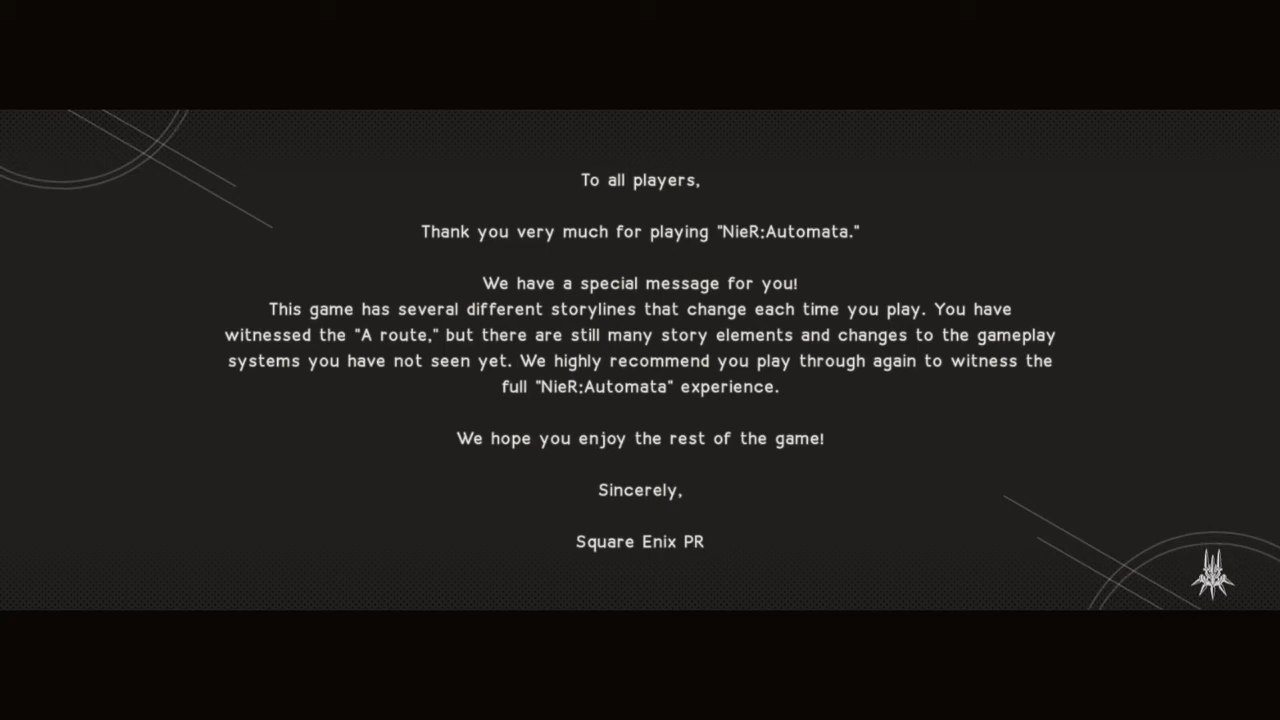 To all players,
Thank you very much for playing "NieR:Automata."
We have a special message for you!
This game has several different storylines that change each time you play. You have
witnessed the "A route," but there are still many story elements and changes to the gameplay
systems you have not seen yet. We highly recommend you play through again to witness the
full "NieR:Automata" experience.
We hope you enjoy the rest of the game!
Sincerely,
Square Enix PR